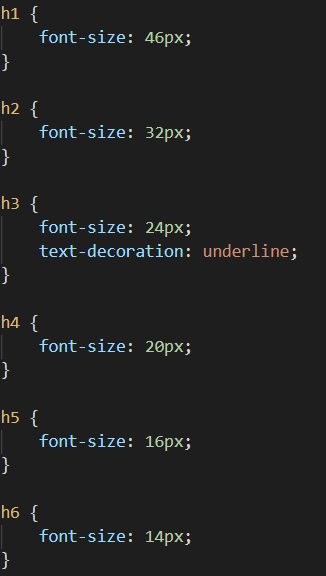 h1 {
    font-size: 46px;
}

h2 {
    font-size: 32px;
}

h3 {
    font-size: 24px;
    text-decoration: underline;
}

h4 {
    font-size: 20px;
}

h5 {
    font-size: 16px;
}

h6 {
    font-size: 14px;
}